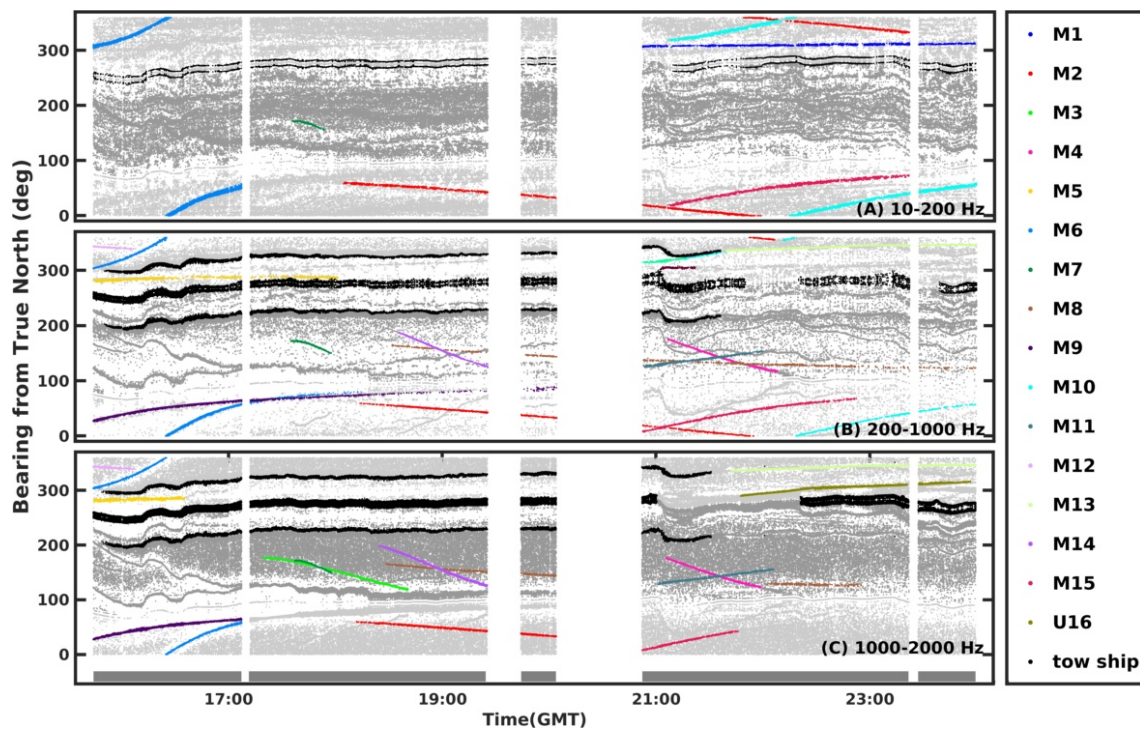 Bearing from True North (deg)
300
200
100
0
(A) 10-200 Hz
300
200
100
0
(B) 200-1000 Hz
300
200
100
0
(C) 1000-2000 Hz
17:00 19:00 21:00 23:00
Time(GMT)
M1
M2
M3
M4
M5
M6
M7
M8
M9
M10
M11
M12
M13
M14
M15
U16
tow ship